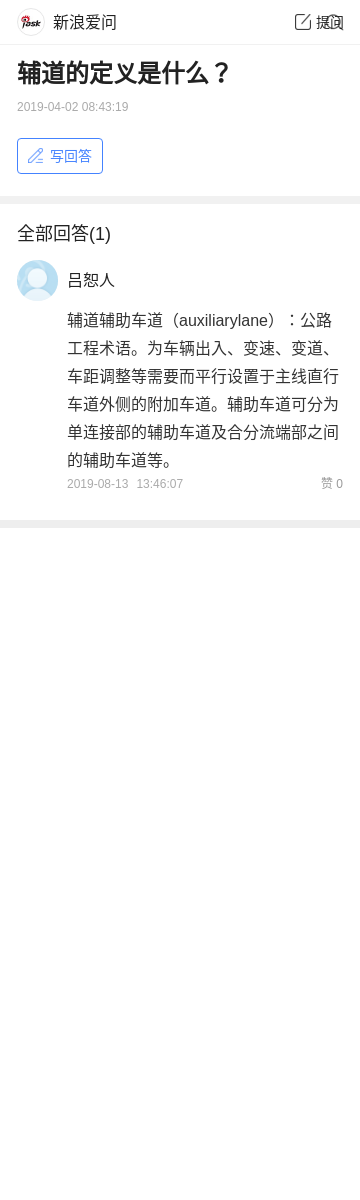 新浪爱问
提问
辅道的定义是什么？
2019-04-02 08:43:19
写回答
全部回答(1)
吕恕人
辅道辅助车道（auxiliarylane）：公路
工程术语。为车辆出入、变速、变道、
车距调整等需要而平行设置于主线直行
车道外侧的附加车道。辅助车道可分为
单连接部的辅助车道及合分流端部之间
的辅助车道等。
2019-08-13 13:46:07 赞 0